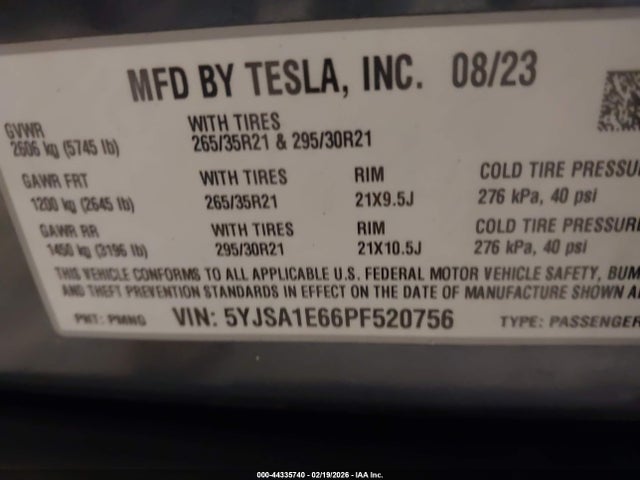 MFD BY TESLA, INC. 08/23
GVWR WITH TIRES
2606 kg (5745 lb) 265/35R21 & 295/30R21
GAWR FRT WITH TIRES RIM COLD TIRE PRESSURE
1200 kg (2645 lb) 265/35R21 21X9.5J 276 kPa, 40 psi
GAWR RR WITH TIRES RIM COLD TIRE PRESSURE
1450 kg (3196 lb) 295/30R21 21X10.5J 276 kPa, 40 psi
THIS VEHICLE CONFORMS TO ALL APPLICABLE U.S. FEDERAL MOTOR VEHICLE SAFETY, BUM
AND THEFT PREVENTION STANDARDS IN EFFECT ON THE DATE OF MANUFACTURE SHOWN A
PNT: PMNG VIN: 5YJSA1E66PF520756 TYPE: PASSENGER
000-44335740 - 02/19/2026 - IAA Inc.